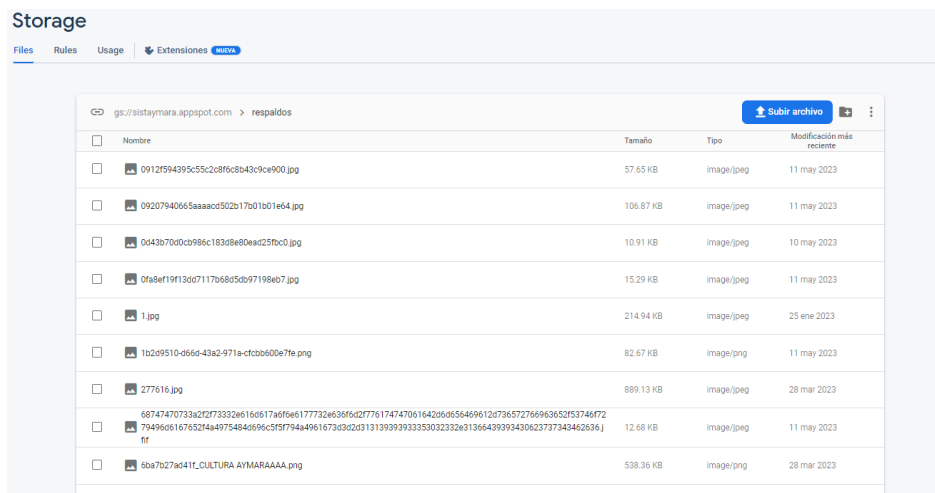 Storage
Files Rules Usage Extensiones NUEVA
gs://sistaymara.appspot.com > respaldos Subir archivo
Nombre Tamaño Tipo Modificación más reciente
0912f594395c55c2c8f6c8b43c9ce900.jpg 57.65 KB image/jpeg 11 may 2023
09207940665aaaacd502b17b01b01e64.jpg 106.87 KB image/jpeg 11 may 2023
0d43b70d0cb986c183d8e80ead25fbc0.jpg 10.91 KB image/jpeg 10 may 2023
0fa8ef19f13dd7117b68d5db97198eb7.jpg 15.29 KB image/jpeg 11 may 2023
1.jpg 214.94 KB image/jpeg 25 ene 2023
1b2d9510-d66d-43a2-971a-cfcbb600e7fe.png 82.67 KB image/png 11 may 2023
277616.jpg 889.13 KB image/jpeg 28 mar 2023
12.68 KB image/jpeg 11 may 2023
fif
6ba7b27ad41f_CULTURA AYMARAAAA.png 538.36 KB image/png 28 mar 2023